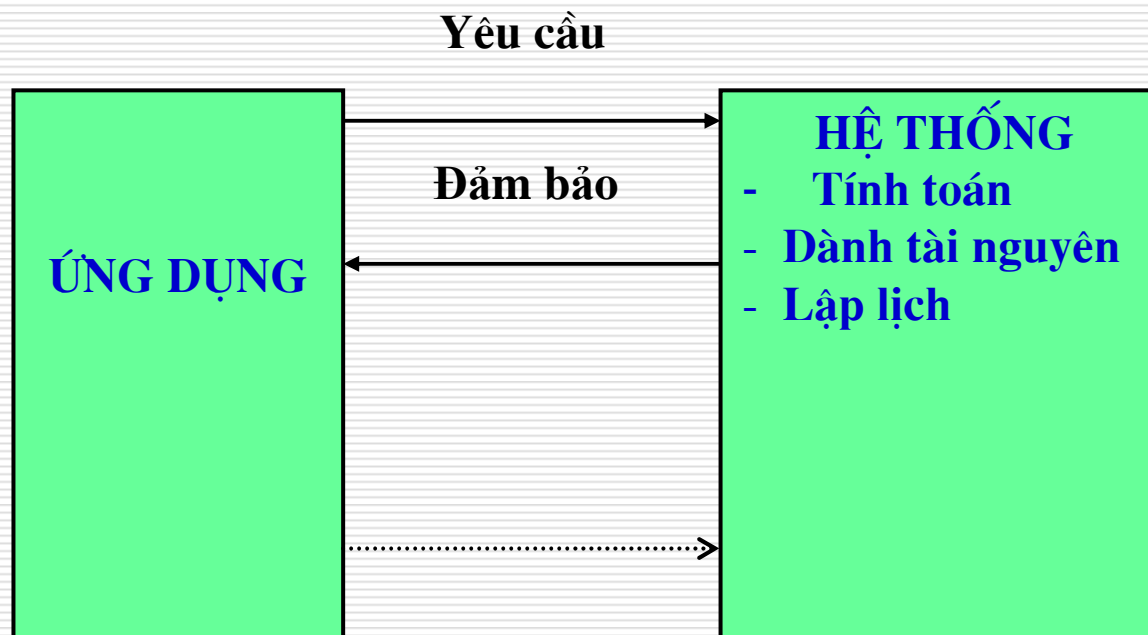 Yêu cầu
Đảm bảo
ỨNG DỤNG
HỆ THỐNG
- Tính toán
- Dành tài nguyên
- Lập lịch